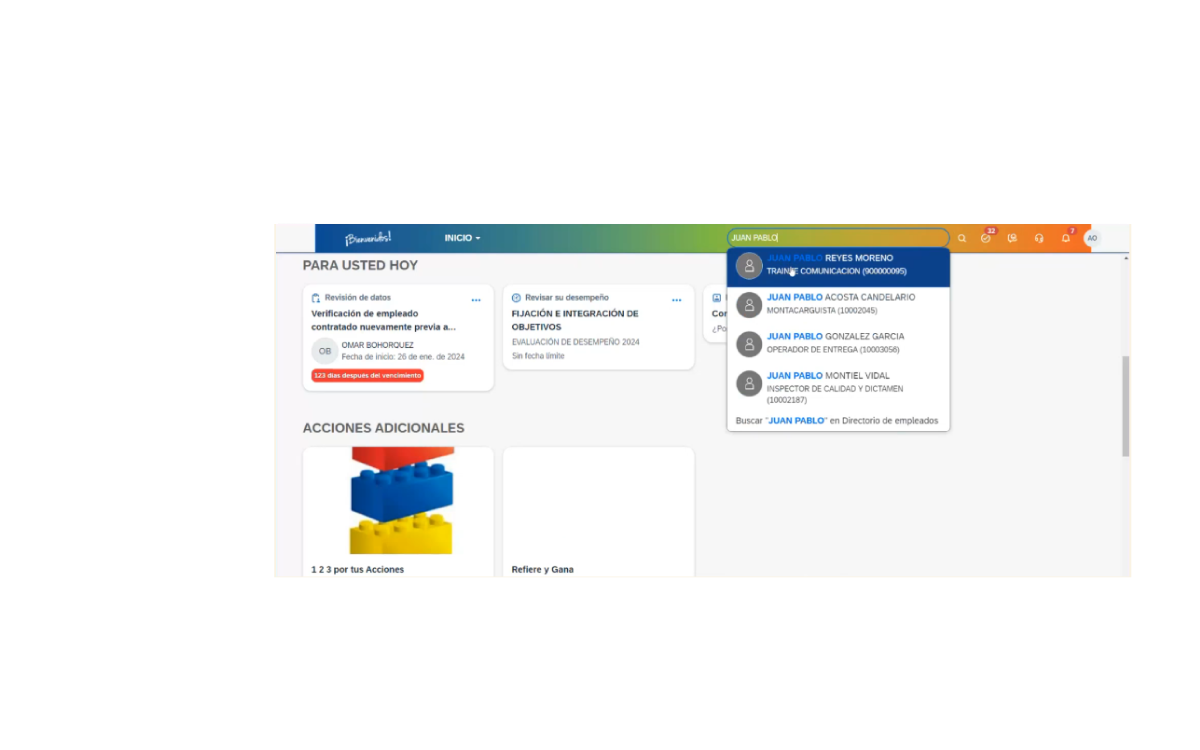 ¡Bienvenid@s!
INICIO
JUAN PABLO
32
7
AO
PARA USTED HOY
Revisión de datos
Verificación de empleado
contratado nuevamente previa a...
OB
OMAR BOHORQUEZ
Fecha de inicio: 26 de ene. de 2024
123 días después del vencimiento
Revisar su desempeño
FIJACIÓN E INTEGRACIÓN DE
OBJETIVOS
EVALUACIÓN DE DESEMPEÑO 2024
Sin fecha límite
Cor
¿Po
JUAN PABLO REYES MORENO
TRAINEE COMUNICACION (900000095)
JUAN PABLO ACOSTA CANDELARIO
MONTACARGUISTA (10002045)
JUAN PABLO GONZALEZ GARCIA
OPERADOR DE ENTREGA (10003056)
JUAN PABLO MONTIEL VIDAL
INSPECTOR DE CALIDAD Y DICTAMEN
(10002187)
Buscar "JUAN PABLO" en Directorio de empleados
ACCIONES ADICIONALES
1 2 3 por tus Acciones
Refiere y Gana